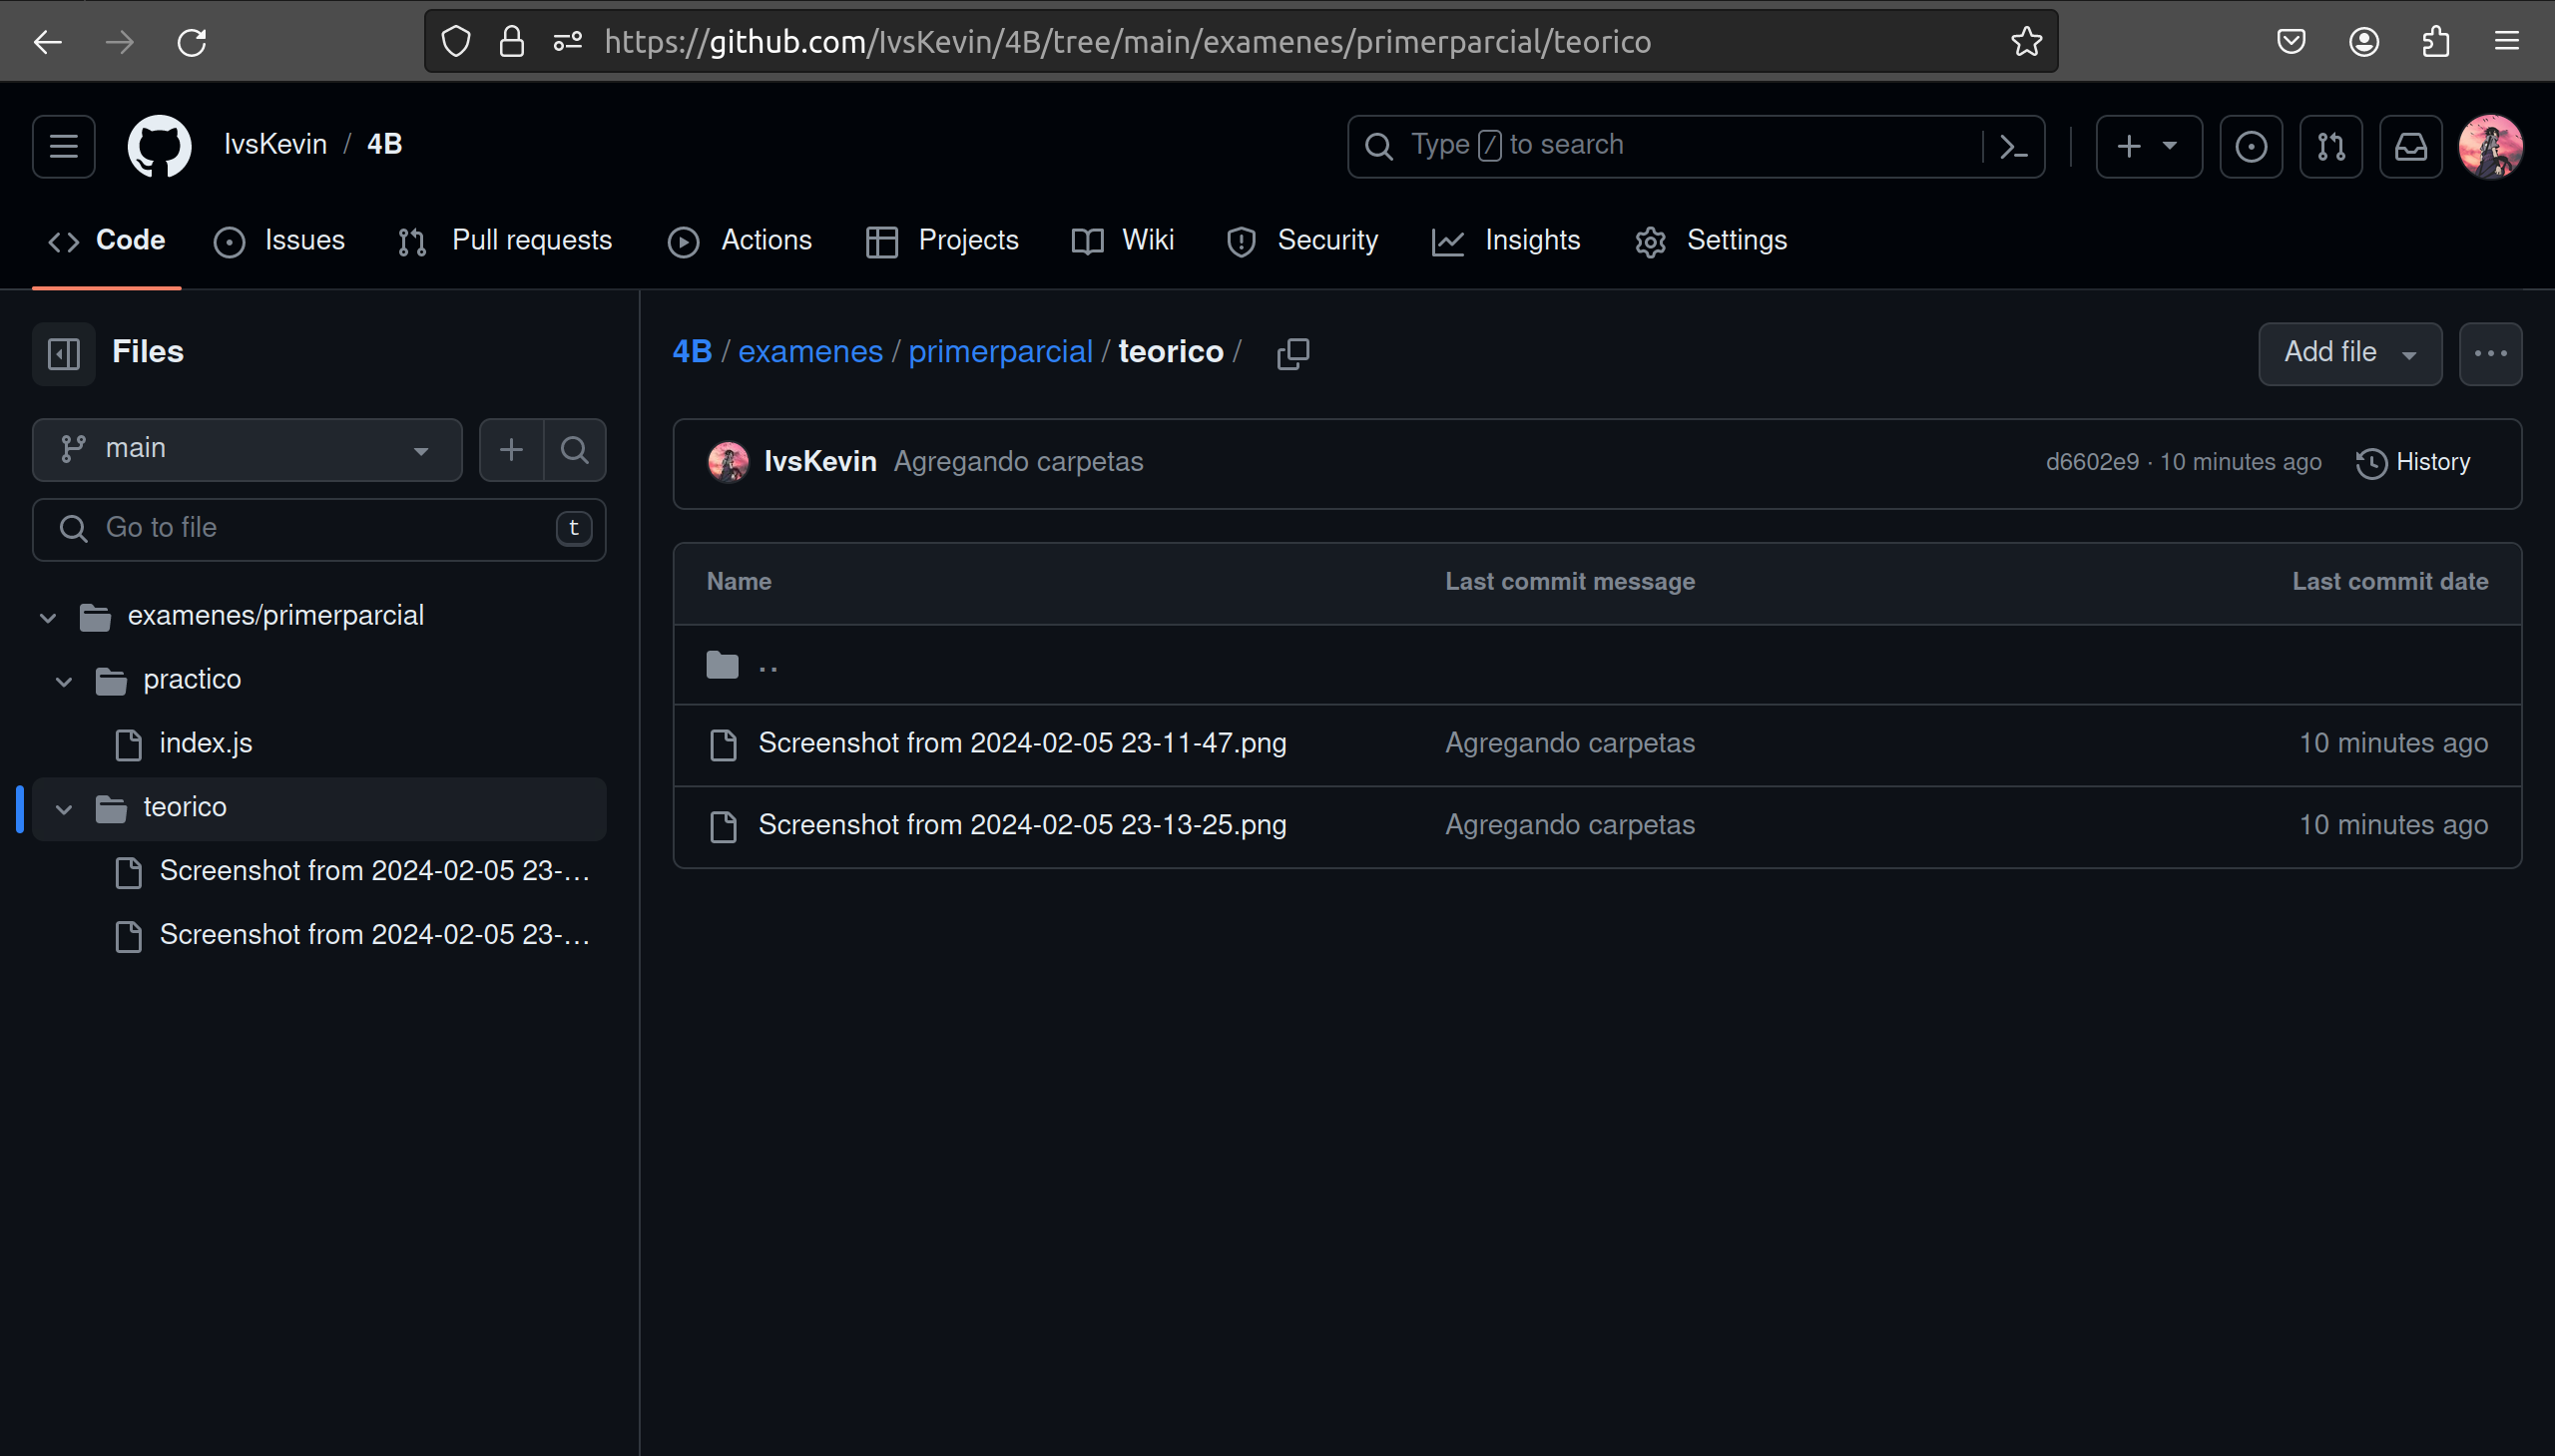 https://github.com/IvsKevin/4B/tree/main/examenes/primerparcial/teorico
IvsKevin / 4B
Type / to search
Code Issues Pull requests Actions Projects Wiki Security Insights Settings
Files
main
Go to file t
examenes/primerparcial
practico
index.js
teorico
Screenshot from 2024-02-05 23-…
Screenshot from 2024-02-05 23-…
4B / examenes / primerparcial / teorico /
Add file
IvsKevin Agregando carpetas d6602e9 · 10 minutes ago History
Name Last commit message Last commit date
..
Screenshot from 2024-02-05 23-11-47.png Agregando carpetas 10 minutes ago
Screenshot from 2024-02-05 23-13-25.png Agregando carpetas 10 minutes ago